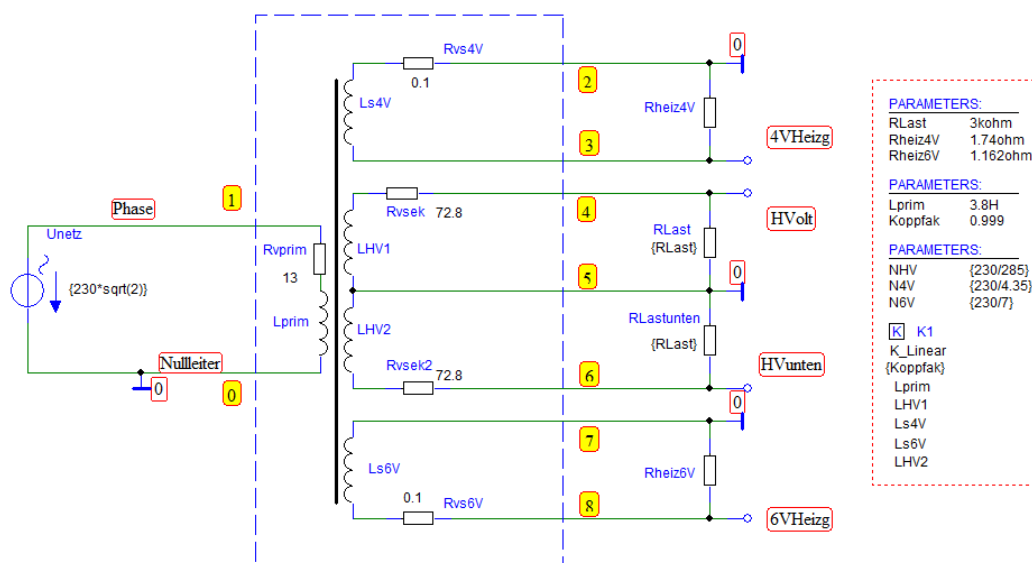 Rvs4V
0.1
0
2
Ls4V
Rheiz4V
3
4VHeizg
Rvsek
72.8
4
HVolt
Phase
1
Unetz
Rvprim
13
LHV1
RLast
{RLast}
{230*sqrt(2)}
5
0
Lprim
LHV2
RLastunten
{RLast}
Nullleiter
0
0
Rvsek2
72.8
6
HVunten
0
7
Ls6V
Rheiz6V
0.1
Rvs6V
8
6VHeizg
PARAMETERS:
RLast 3kohm
Rheiz4V 1.74ohm
Rheiz6V 1.162ohm
PARAMETERS:
Lprim 3.8H
Koppfak 0.999
PARAMETERS:
NHV {230/285}
N4V {230/4.35}
N6V {230/7}
K K1
K_Linear
{Koppfak}
Lprim
LHV1
Ls4V
Ls6V
LHV2